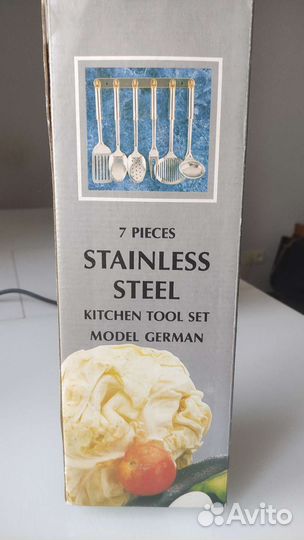 7 PIECES
STAINLESS
STEEL
KITCHEN TOOL SET
MODEL GERMAN
Avito